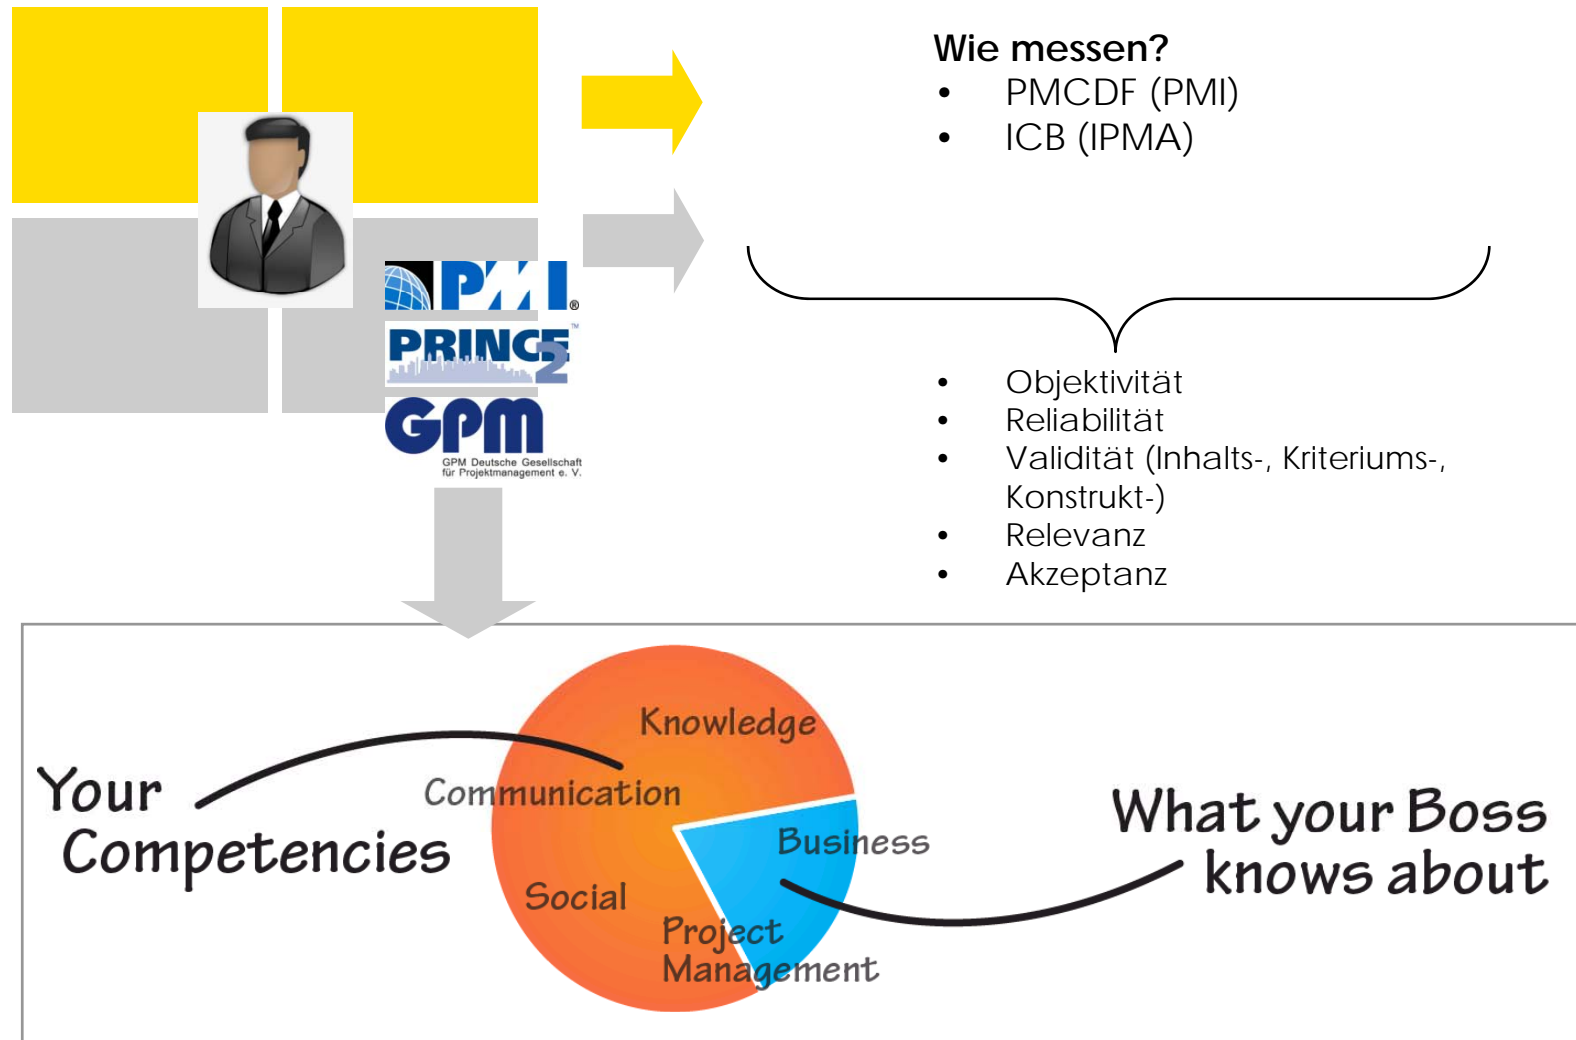 Wie messen?
• PMCDF (PMI)
• ICB (IPMA)
PMI®
PRINCE2™
GPM
GPM Deutsche Gesellschaft
für Projektmanagement e. V.
• Objektivität
• Reliabilität
• Validität (Inhalts-, Kriteriums-,
Konstrukt-)
• Relevanz
• Akzeptanz
Your
Competencies
Knowledge
Communication
Social
Project
Management
Business
What your Boss
knows about